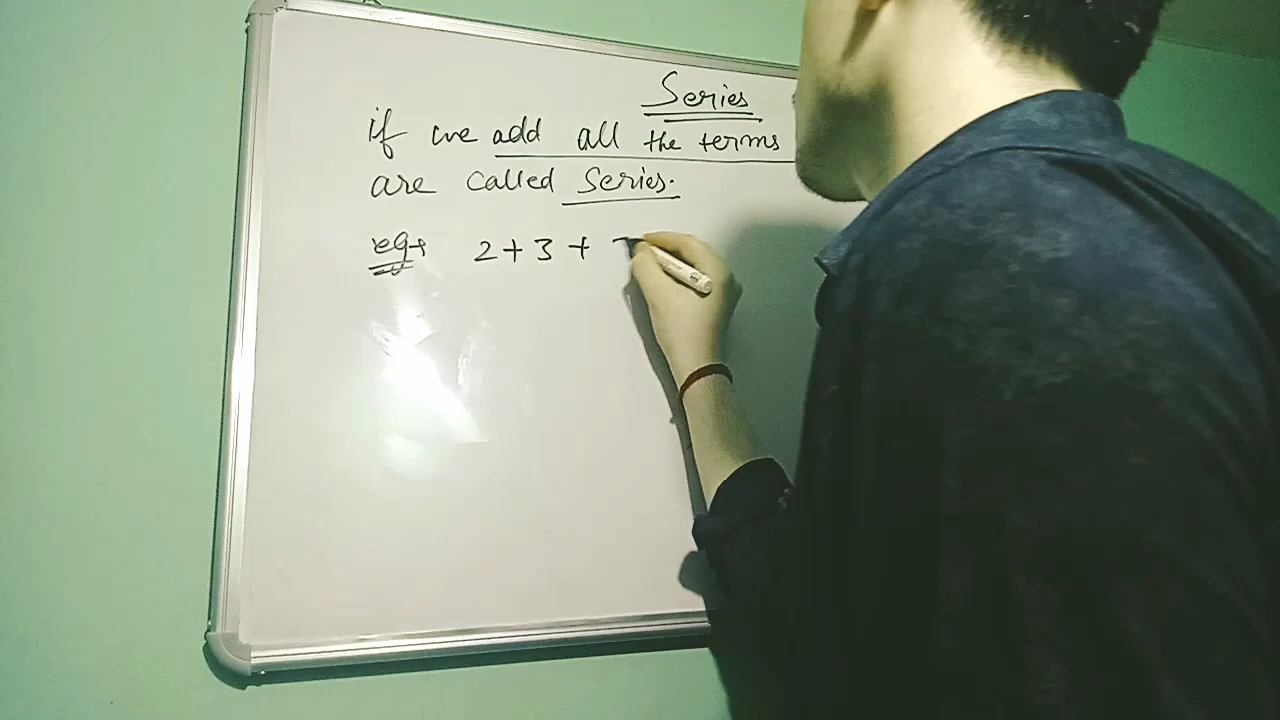 Series
if we add all the terms
are called Series.
eg→ 2 + 3 +